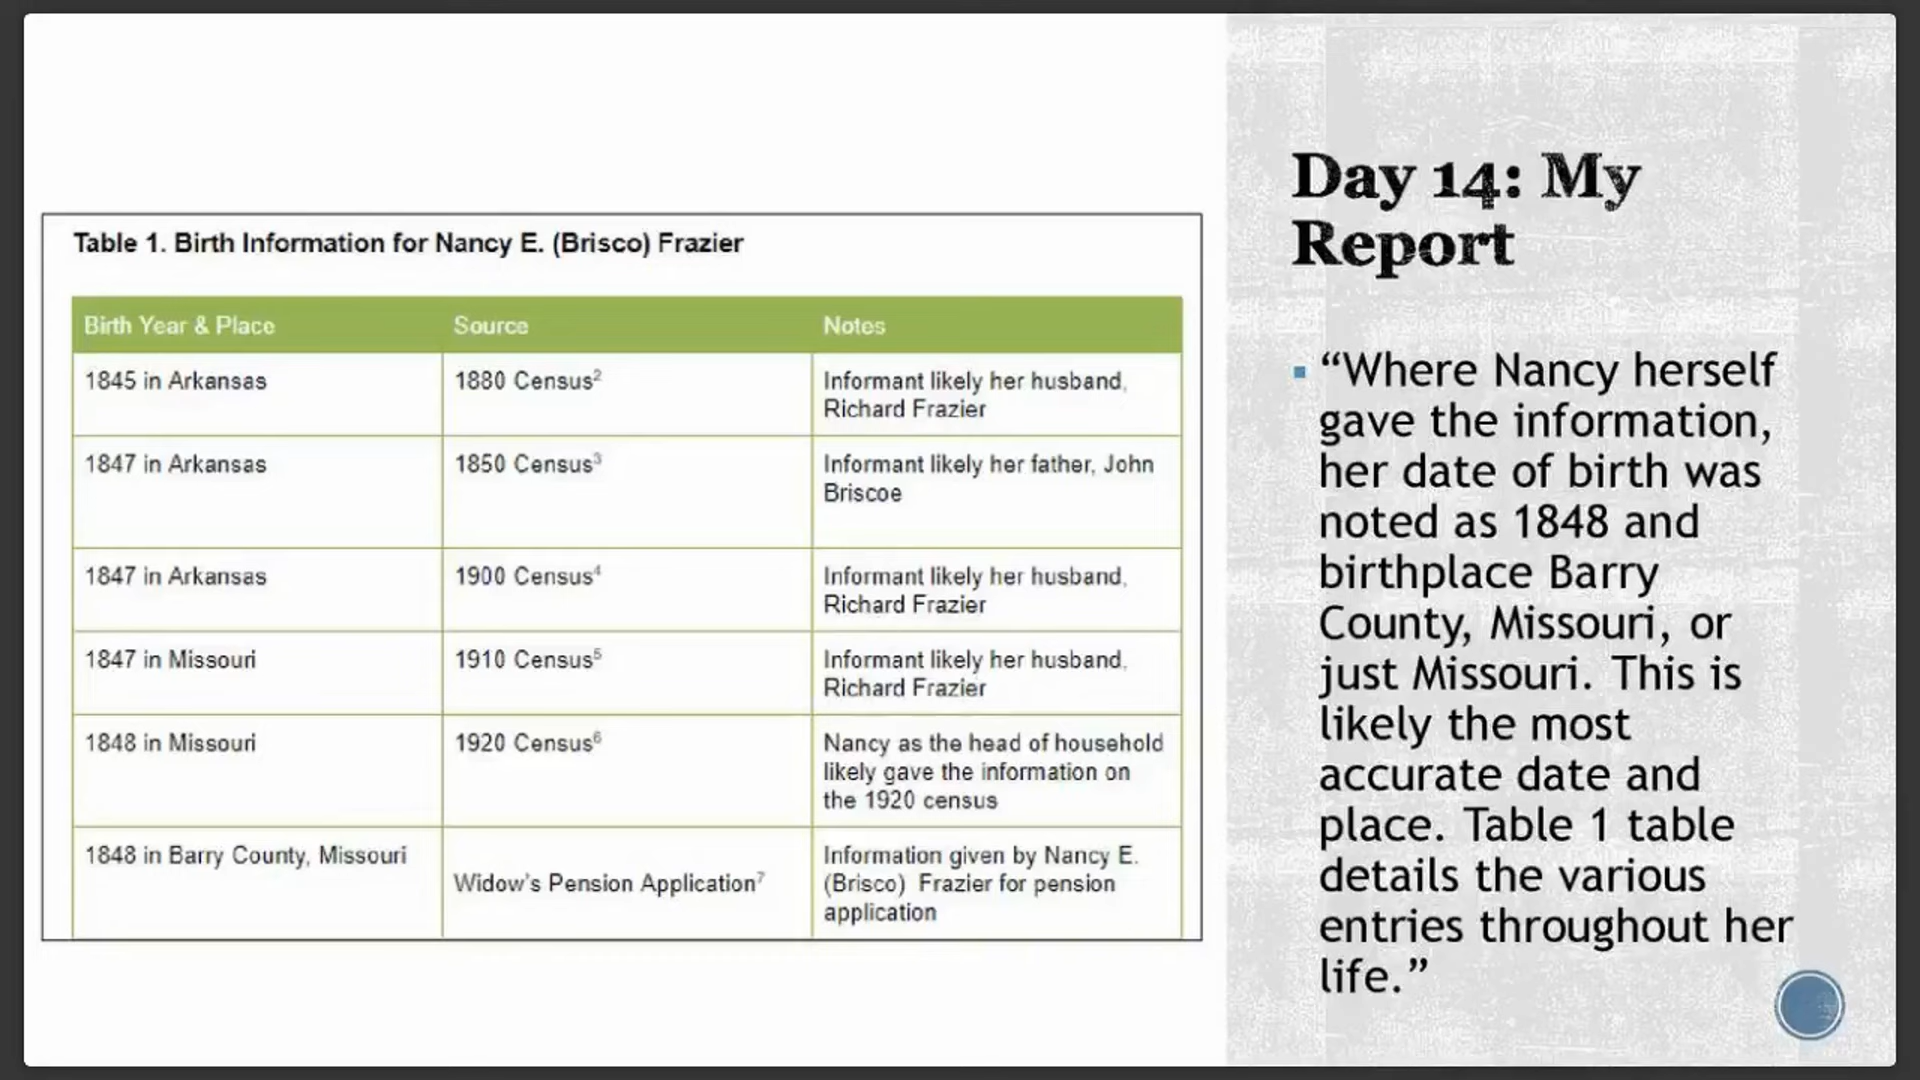 Table 1. Birth Information for Nancy E. (Brisco) Frazier
Birth Year & Place Source Notes
1845 in Arkansas 1880 Census² Informant likely her husband,
Richard Frazier
1847 in Arkansas 1850 Census³ Informant likely her father, John
Briscoe
1847 in Arkansas 1900 Census⁴ Informant likely her husband,
Richard Frazier
1847 in Missouri 1910 Census⁵ Informant likely her husband,
Richard Frazier
1848 in Missouri 1920 Census⁶ Nancy as the head of household
likely gave the information on
the 1920 census
1848 in Barry County, Missouri Information given by Nancy E.
Widow's Pension Application⁷ (Brisco) Frazier for pension
application
Day 14: My
Report
“Where Nancy herself
gave the information,
her date of birth was
noted as 1848 and
birthplace Barry
County, Missouri, or
just Missouri. This is
likely the most
accurate date and
place. Table 1 table
details the various
entries throughout her
life.”